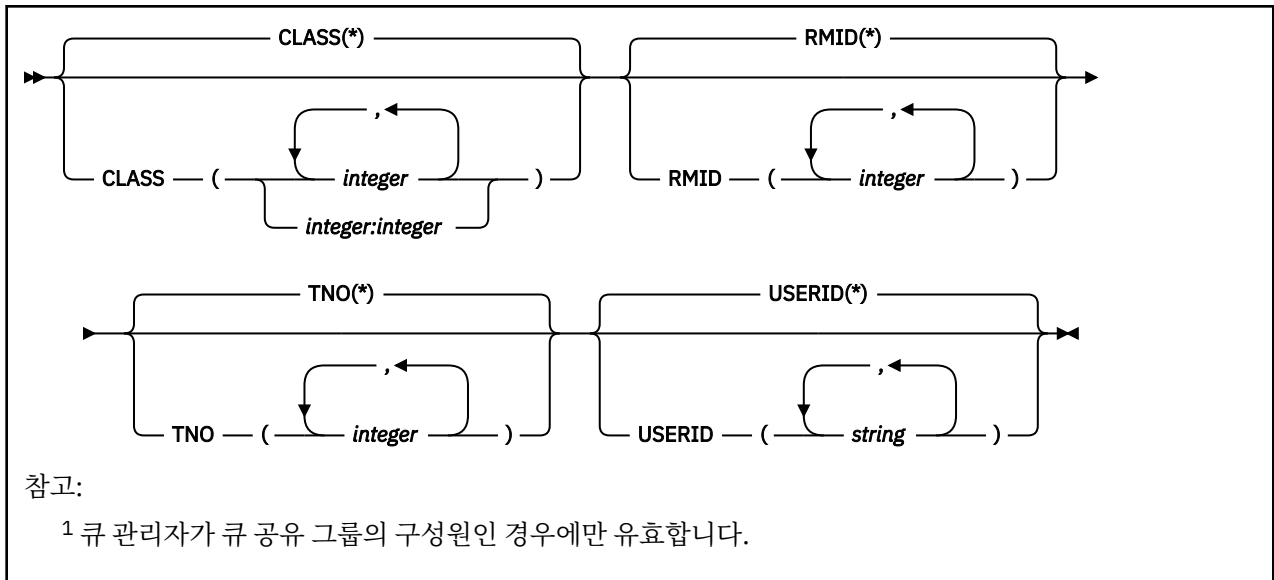 CLASS(*) RMID(*)
, ,
CLASS ( integer ) RMID ( integer )
integer:integer
TNO(*) USERID(*)
, ,
TNO ( integer ) USERID ( string )
참고:
1 큐 관리자가 큐 공유 그룹의 구성원인 경우에만 유효합니다.